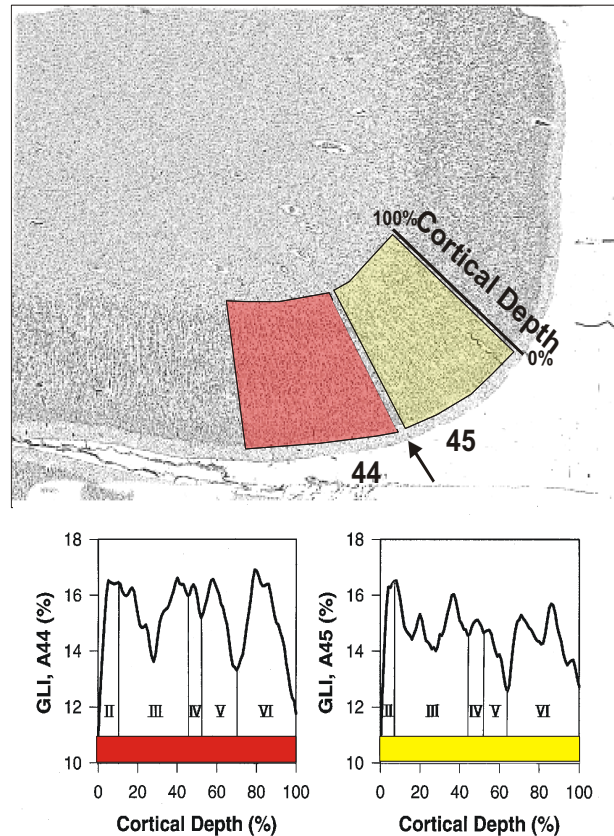 100%
Cortical Depth
0%
45
44
18
16
14
12
10
GLI, A44 (%)
II III IV V VI
0 20 40 60 80 100
Cortical Depth (%)
18
16
14
12
10
GLI, A45 (%)
II III IV V VI
0 20 40 60 80 100
Cortical Depth (%)